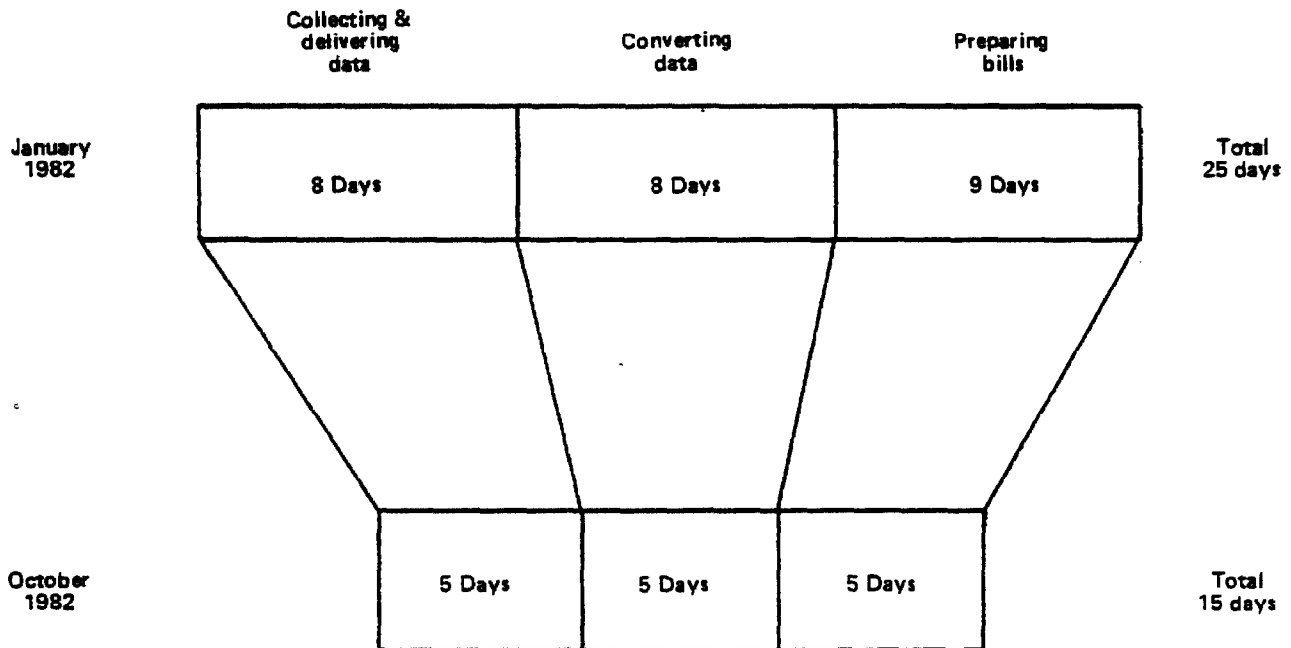 Collecting &
delivering
data
Converting
data
Preparing
bills
January
1982
8 Days
8 Days
9 Days
Total
25 days
October
1982
5 Days
5 Days
5 Days
Total
15 days